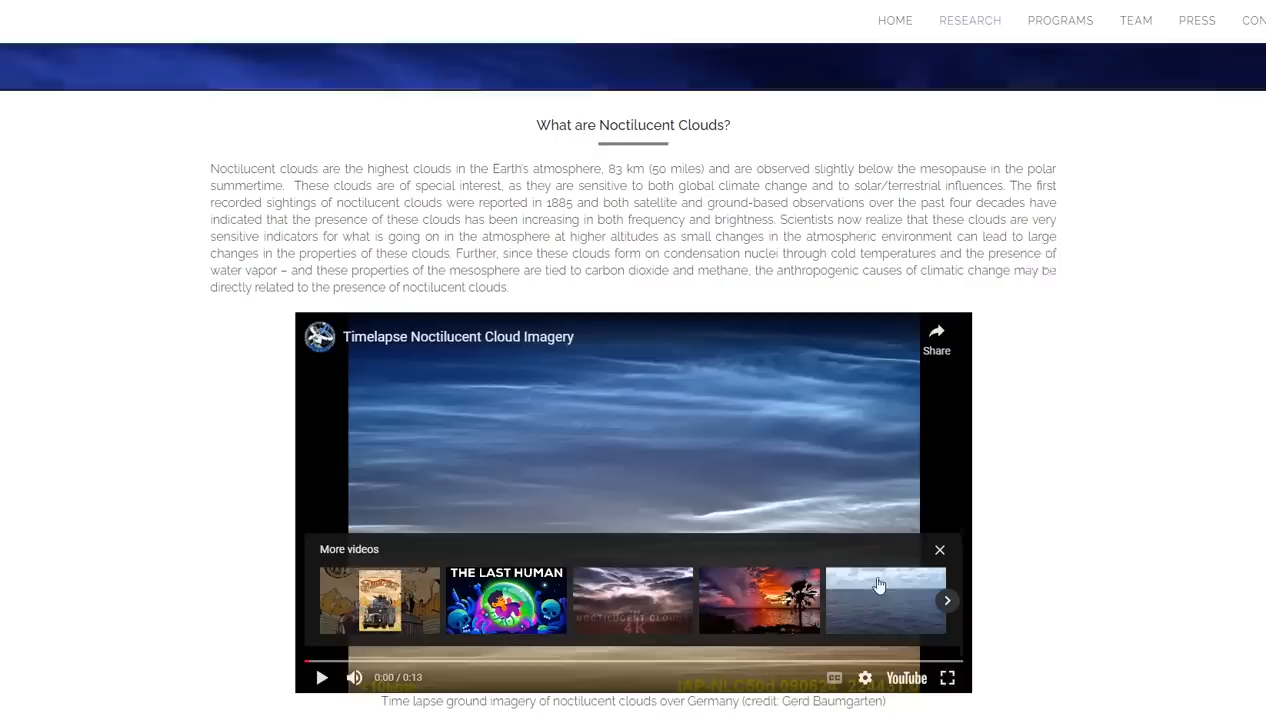 HOME RESEARCH PROGRAMS TEAM PRESS CON
What are Noctilucent Clouds?
Noctilucent clouds are the highest clouds in the Earth's atmosphere, 83 km (50 miles) and are observed slightly below the mesopause in the polar
summertime. These clouds are of special interest, as they are sensitive to both global climate change and to solar/terrestrial influences. The first
recorded sightings of noctilucent clouds were reported in 1885 and both satellite and ground-based observations over the past four decades have
indicated that the presence of these clouds has been increasing in both frequency and brightness. Scientists now realize that these clouds are very
sensitive indicators for what is going on in the atmosphere at higher altitudes as small changes in the atmospheric environment can lead to large
changes in the properties of these clouds. Further, since these clouds form on condensation nuclei through cold temperatures and the presence of
water vapor – and these properties of the mesosphere are tied to carbon dioxide and methane, the anthropogenic causes of climatic change may be
directly related to the presence of noctilucent clouds.
Timelapse Noctilucent Cloud Imagery
Share
More videos
THE LAST HUMAN
NOCTILUCENT CLOUDS
4K
0:00 / 0:13
CC
YouTube
Time lapse ground imagery of noctilucent clouds over Germany (credit: Gerd Baumgarten)